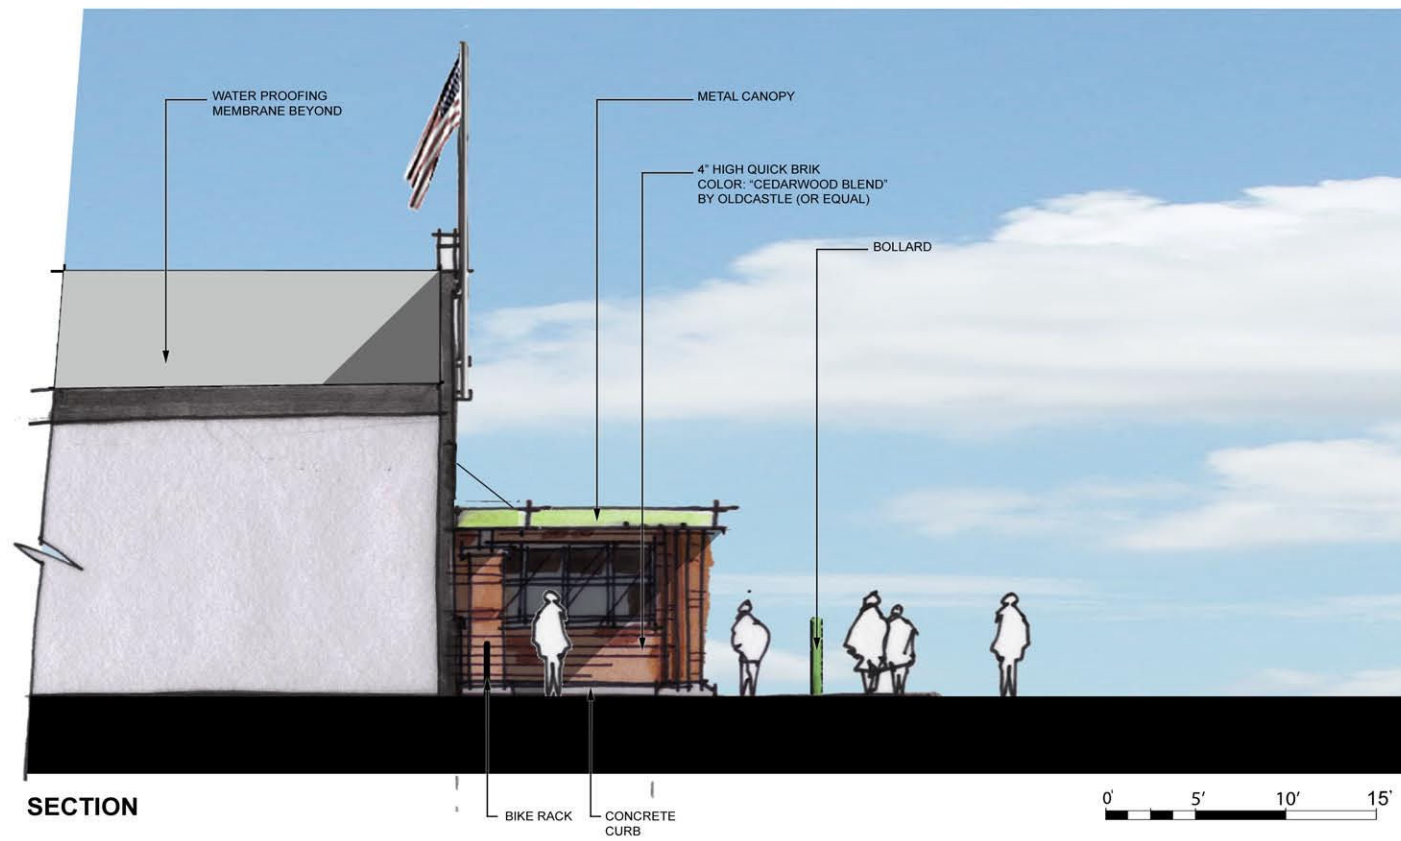 WATER PROOFING
MEMBRANE BEYOND
METAL CANOPY
4" HIGH QUICK BRIK
COLOR: "CEDARWOOD BLEND"
BY OLDCASTLE (OR EQUAL)
BOLLARD
SECTION
BIKE RACK
CONCRETE
CURB
0' 5' 10' 15'